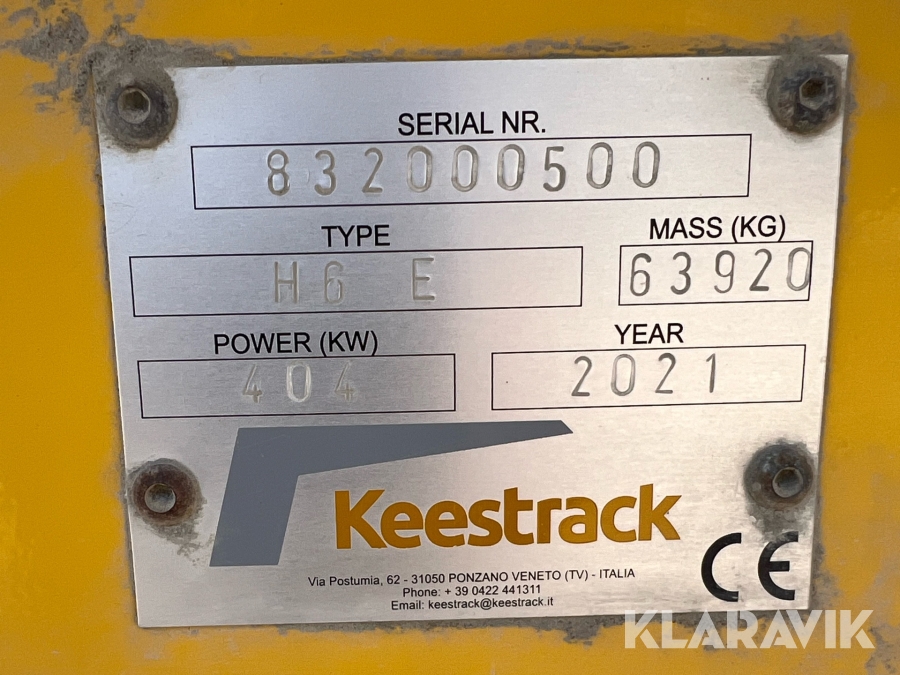 SERIAL NR.
832000500
TYPE
MASS (KG)
H6 E
63920
POWER (KW)
YEAR
404
2021
Keestrack
Via Postumia, 62 - 31050 PONZANO VENETO (TV) - ITALIA
Phone: + 39 0422 441311
Email: keestrack@keestrack.it
CE
KLARAVIK